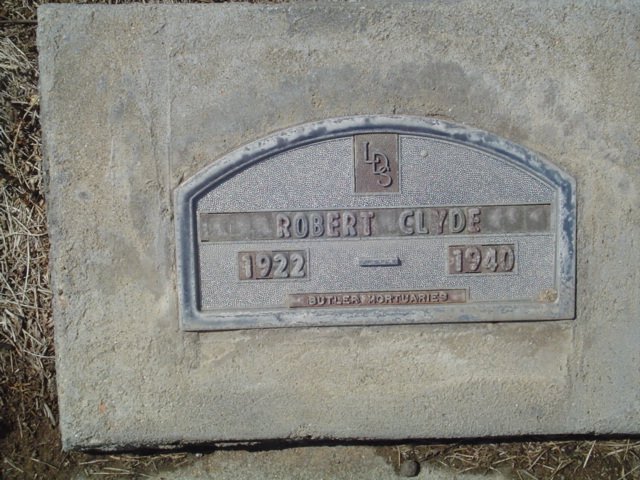 LDS
ROBERT CLYDE
1922 - 1940
BUTLER MORTUARIES